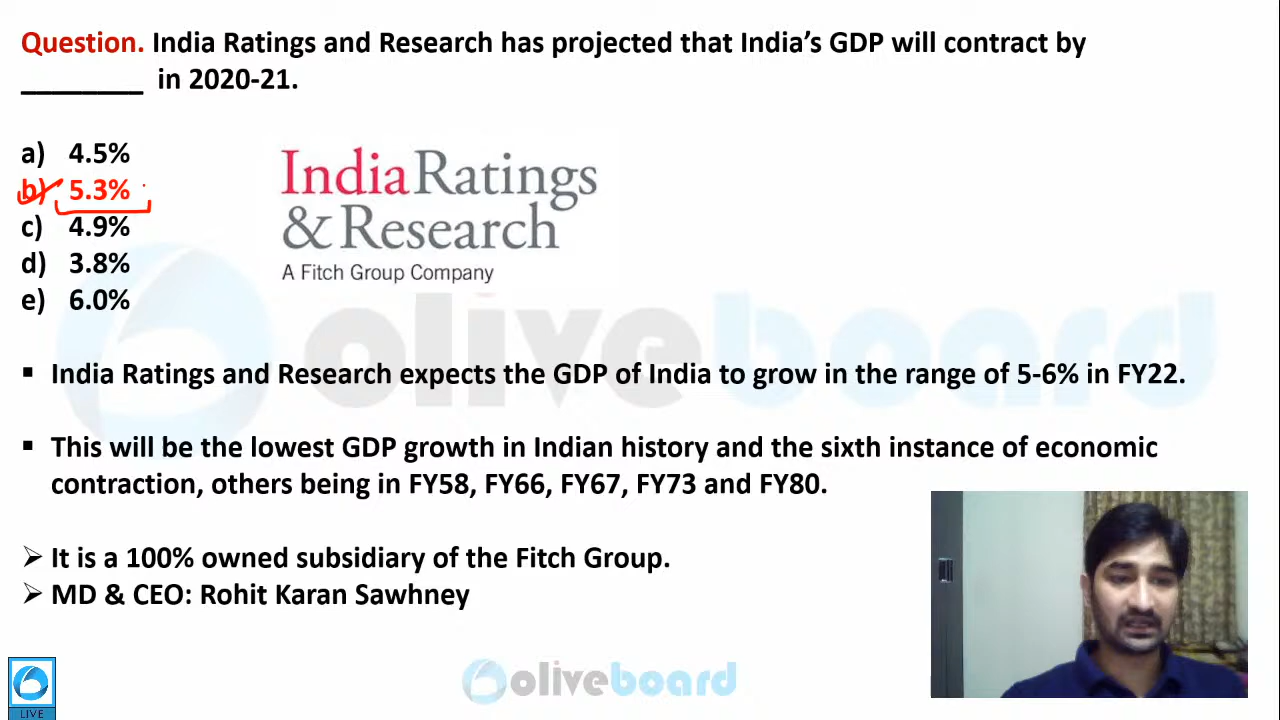 Question. India Ratings and Research has projected that India's GDP will contract by
________ in 2020-21.
a) 4.5%
b) 5.3%
c) 4.9%
d) 3.8%
e) 6.0%
India Ratings
& Research
A Fitch Group Company
oliveboard
▪ India Ratings and Research expects the GDP of India to grow in the range of 5-6% in FY22.
▪ This will be the lowest GDP growth in Indian history and the sixth instance of economic
contraction, others being in FY58, FY66, FY67, FY73 and FY80.
➢ It is a 100% owned subsidiary of the Fitch Group.
➢ MD & CEO: Rohit Karan Sawhney
oliveboard
LIVE